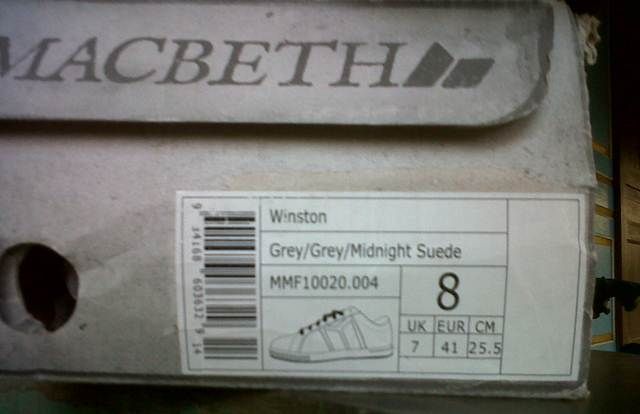 MACBETH
Winston
Grey/Grey/Midnight Suede
MMF10020.004
8
UK EUR CM
7 41 25.5